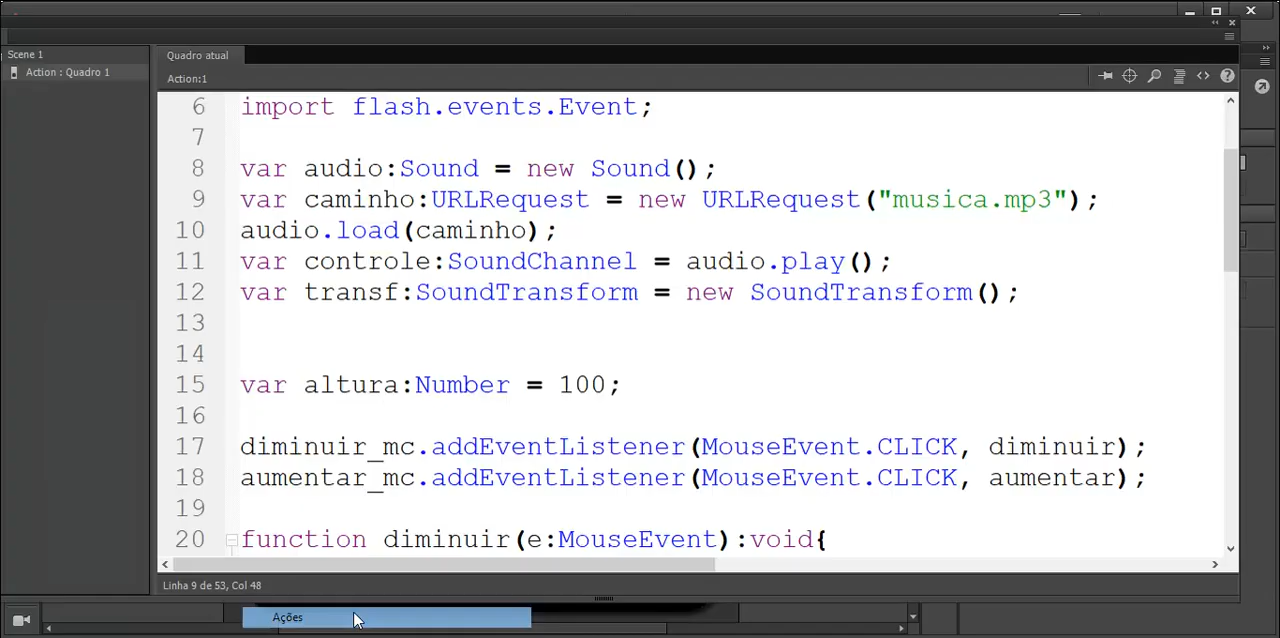 Scene 1
Action : Quadro 1
Quadro atual
Action:1
6 import flash.events.Event;
7
8 var audio:Sound = new Sound();
9 var caminho:URLRequest = new URLRequest("musica.mp3");
10 audio.load(caminho);
11 var controle:SoundChannel = audio.play();
12 var transf:SoundTransform = new SoundTransform();
13
14
15 var altura:Number = 100;
16
17 diminuir_mc.addEventListener(MouseEvent.CLICK, diminuir);
18 aumentar_mc.addEventListener(MouseEvent.CLICK, aumentar);
19
20 function diminuir(e:MouseEvent):void{
Linha 9 de 53, Col 48
Ações